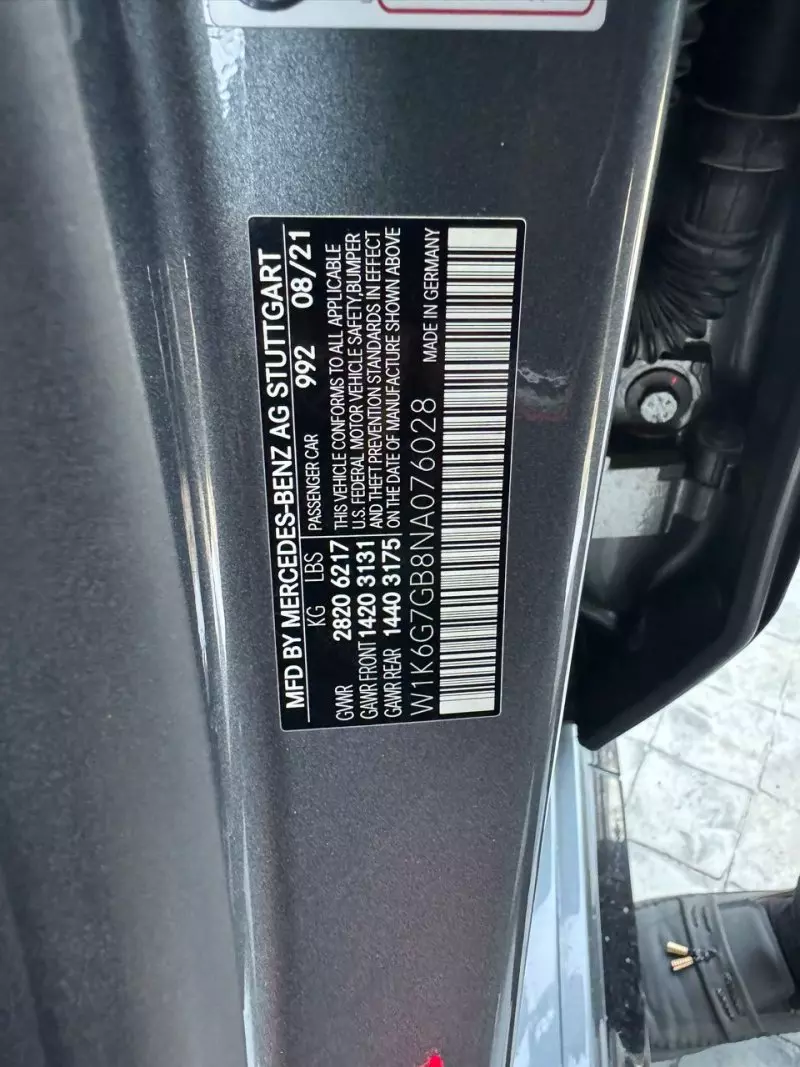 MFD BY MERCEDES-BENZ AG STUTTGART
KG LBS PASSENGER CAR 992 08/21
GVWR 2820 6217 THIS VEHICLE CONFORMS TO ALL APPLICABLE
GAWR FRONT 1420 3131 U.S. FEDERAL MOTOR VEHICLE SAFETY,BUMPER
GAWR REAR 1440 3175 AND THEFT PREVENTION STANDARDS IN EFFECT
ON THE DATE OF MANUFACTURE SHOWN ABOVE
W1K6G7GB8NA076028 MADE IN GERMANY